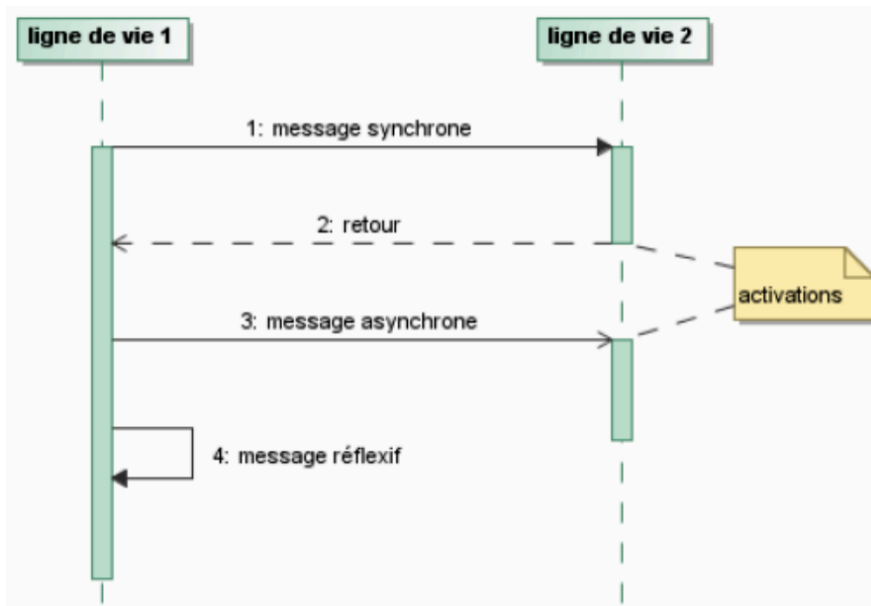 ligne de vie 1
ligne de vie 2
1: message synchrone
2: retour
activations
3: message asynchrone
4: message réflexif